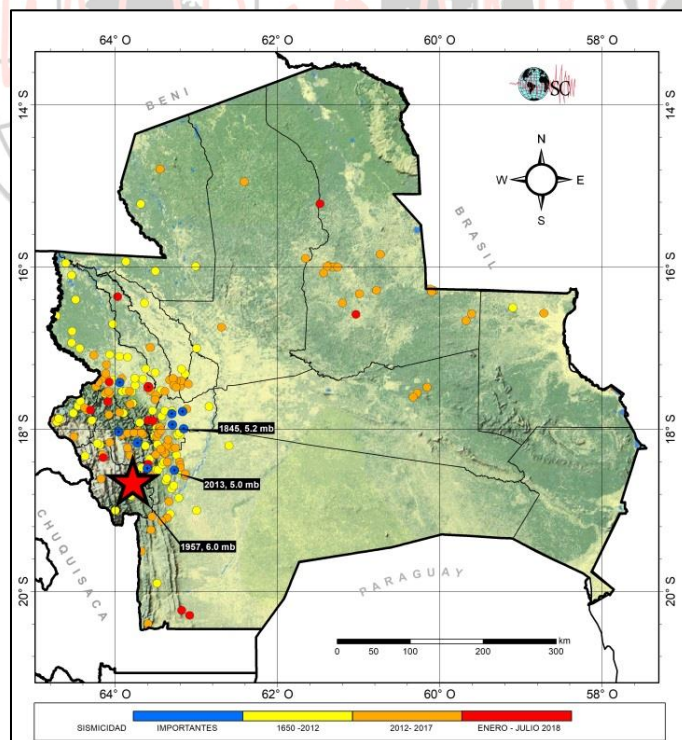 64° O
62° O
60° O
58° O
14° S
14° S
BENI
SC
N
W
E
S
BRASIL
16° S
16° S
18° S
18° S
1845, 5.2 mb
2013, 5.0 mb
1957, 6.0 mb
CHUQUISACA
PARAGUAY
20° S
20° S
km
0 50 100 200 300
64° O
62° O
60° O
58° O
SISMICIDAD
IMPORTANTES
1650 -2012
2012- 2017
ENERO - JULIO 2018